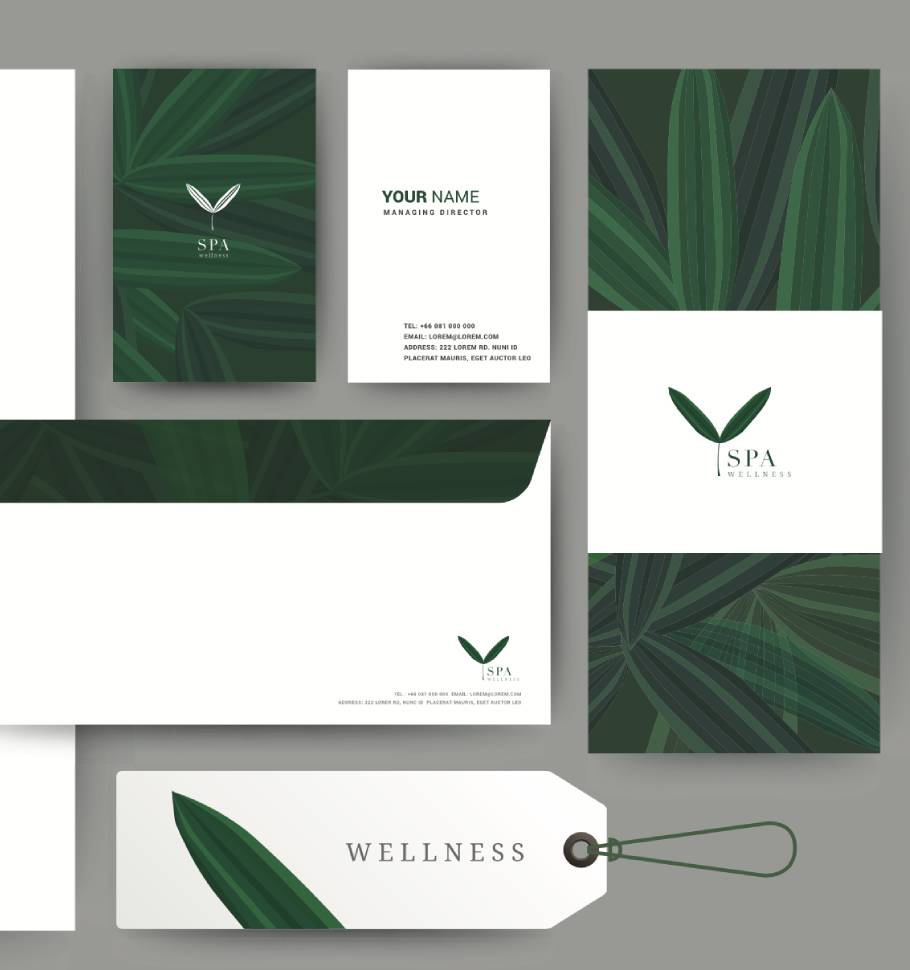 SPA
wellness
YOUR NAME
MANAGING DIRECTOR
TEL: +66 081 000 000
EMAIL: LOREM@LOREM.COM
ADDRESS: 222 LOREM RD. NUNI ID
PLACERAT MAURIS, EGET AUCTOR LEO
SPA
WELLNESS
SPA
WELLNESS
TEL : +66 081 000 000 EMAIL: LOREM@LOREM.COM
ADDRESS: 222 LORER RD, NUNC ID PLACERAT MAURIS, EGET AUCTOR LEO
WELLNESS